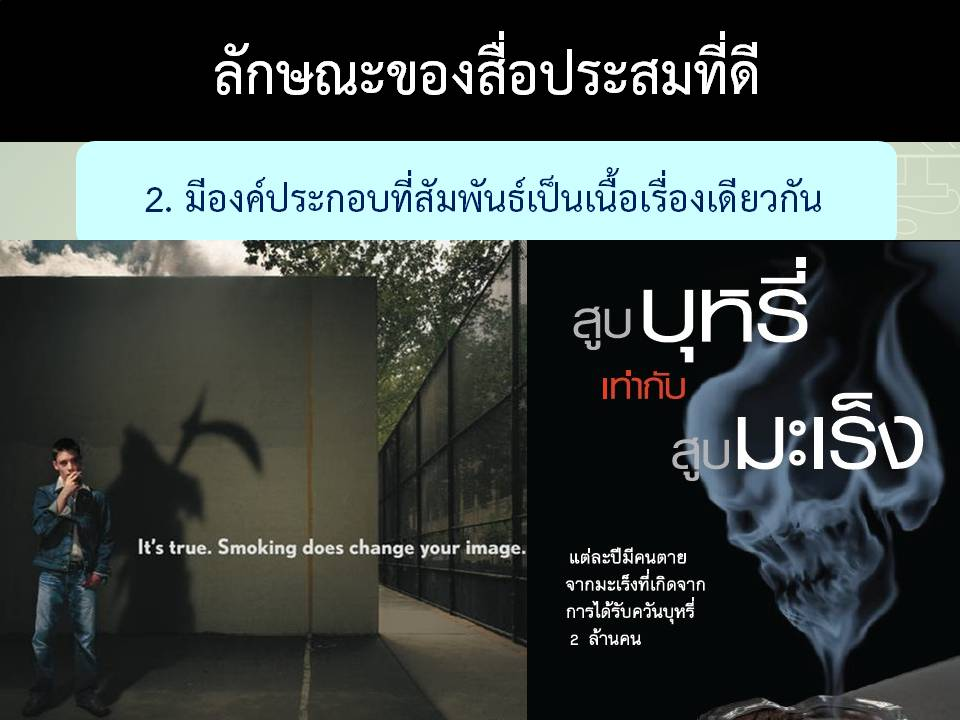 ลักษณะของสื่อประสมที่ดี
2. มีองค์ประกอบที่สัมพันธ์เป็นเนื้อเรื่องเดียวกัน
It's true. Smoking does change your image.
สูบ บุหรี่
เท่ากับ
สูบมะเร็ง
แต่ละปีมีคนตาย
จากมะเร็งที่เกิดจาก
การได้รับควันบุหรี่
2 ล้านคน